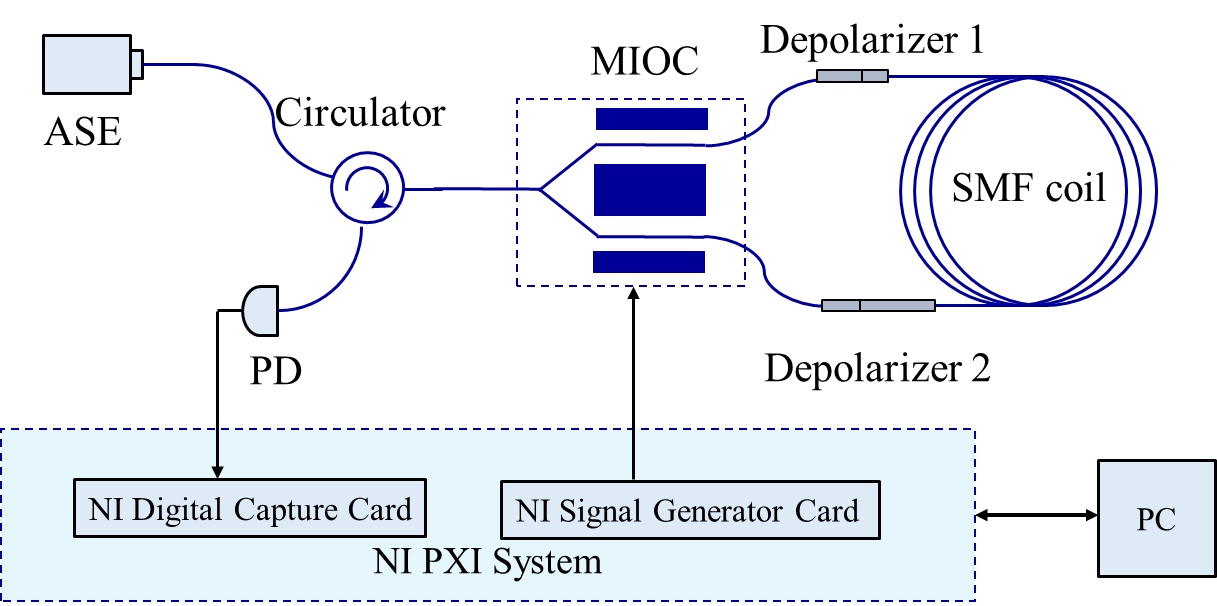 Depolarizer 1
MIOC
Circulator
ASE
SMF coil
PD
Depolarizer 2
NI Digital Capture Card
NI Signal Generator Card
PC
NI PXI System